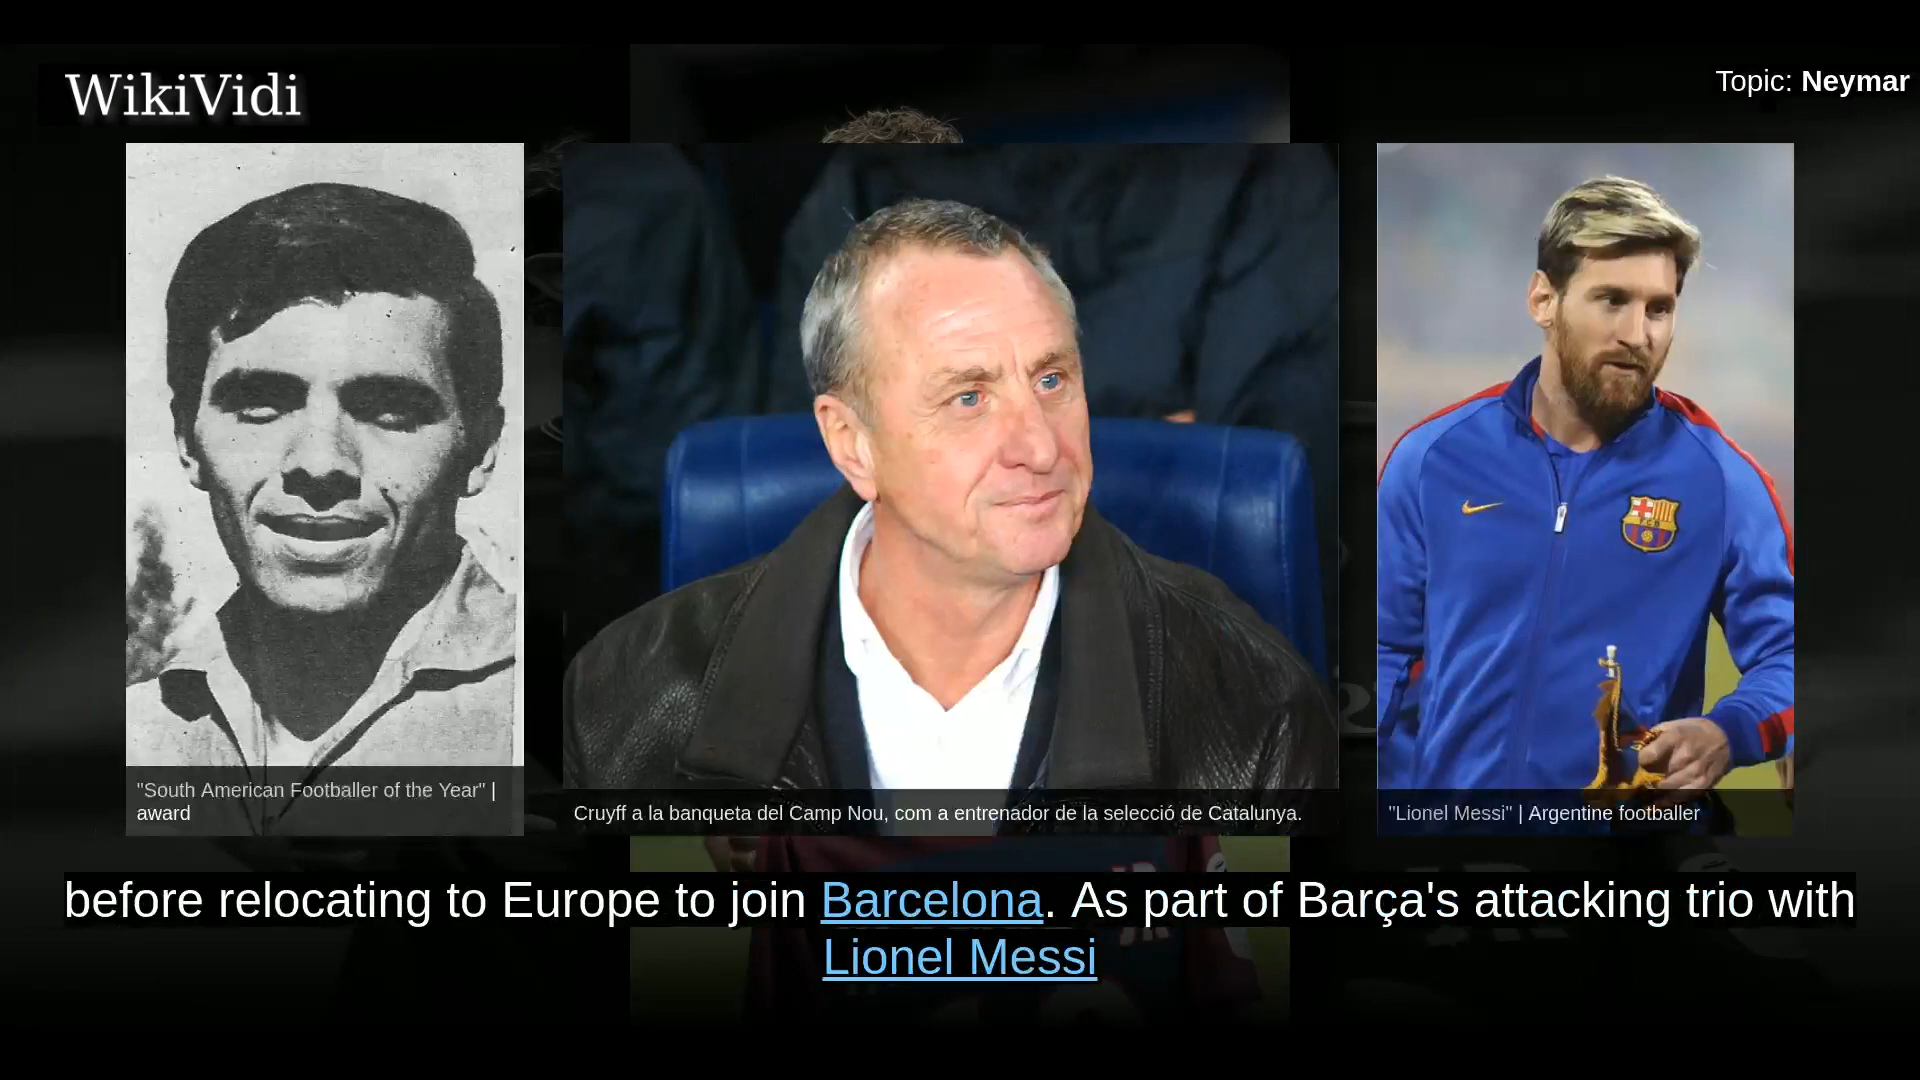 WikiVidi
Topic: Neymar
"South American Footballer of the Year" |
award
Cruyff a la banqueta del Camp Nou, com a entrenador de la selecció de Catalunya.
"Lionel Messi" | Argentine footballer
before relocating to Europe to join Barcelona. As part of Barça's attacking trio with
Lionel Messi